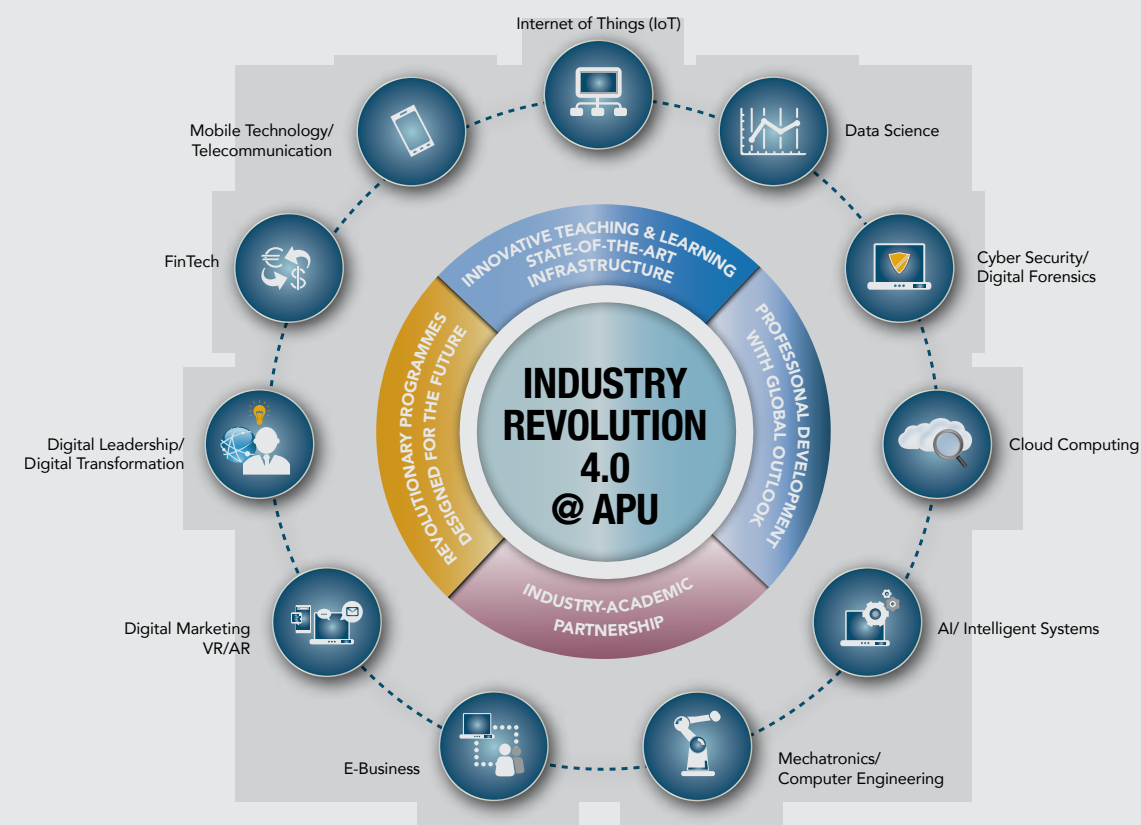 Internet of Things (IoT)
Mobile Technology/
Telecommunication
Data Science
FinTech
Cyber Security/
Digital Forensics
INNOVATIVE TEACHING & LEARNING
STATE-OF-THE-ART
INFRASTRUCTURE
REVOLUTIONARY PROGRAMMES
DESIGNED FOR THE FUTURE
PROFESSIONAL DEVELOPMENT
WITH GLOBAL OUTLOOK
INDUSTRY
REVOLUTION
4.0
@ APU
Digital Leadership/
Digital Transformation
Cloud Computing
INDUSTRY-ACADEMIC
PARTNERSHIP
Digital Marketing
VR/AR
AI/ Intelligent Systems
E-Business
Mechatronics/
Computer Engineering